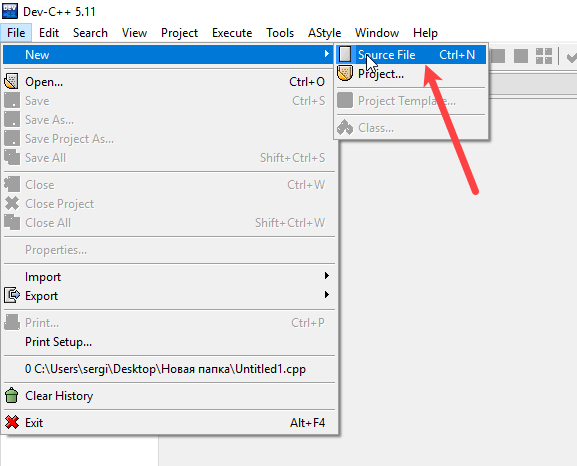 DEV
Dev-C++ 5.11
File Edit Search View Project Execute Tools AStyle Window Help
New
Source File Ctrl+N
Project...
Project Template...
Class...
Open... Ctrl+O
Save Ctrl+S
Save As...
Save Project As...
Save All Shift+Ctrl+S
Close Ctrl+W
Close Project
Close All Shift+Ctrl+W
Properties...
Import
Export
Print... Ctrl+P
Print Setup...
0 C:\Users\sergi\Desktop\Новая папка\Untitled1.cpp
Clear History
Exit Alt+F4